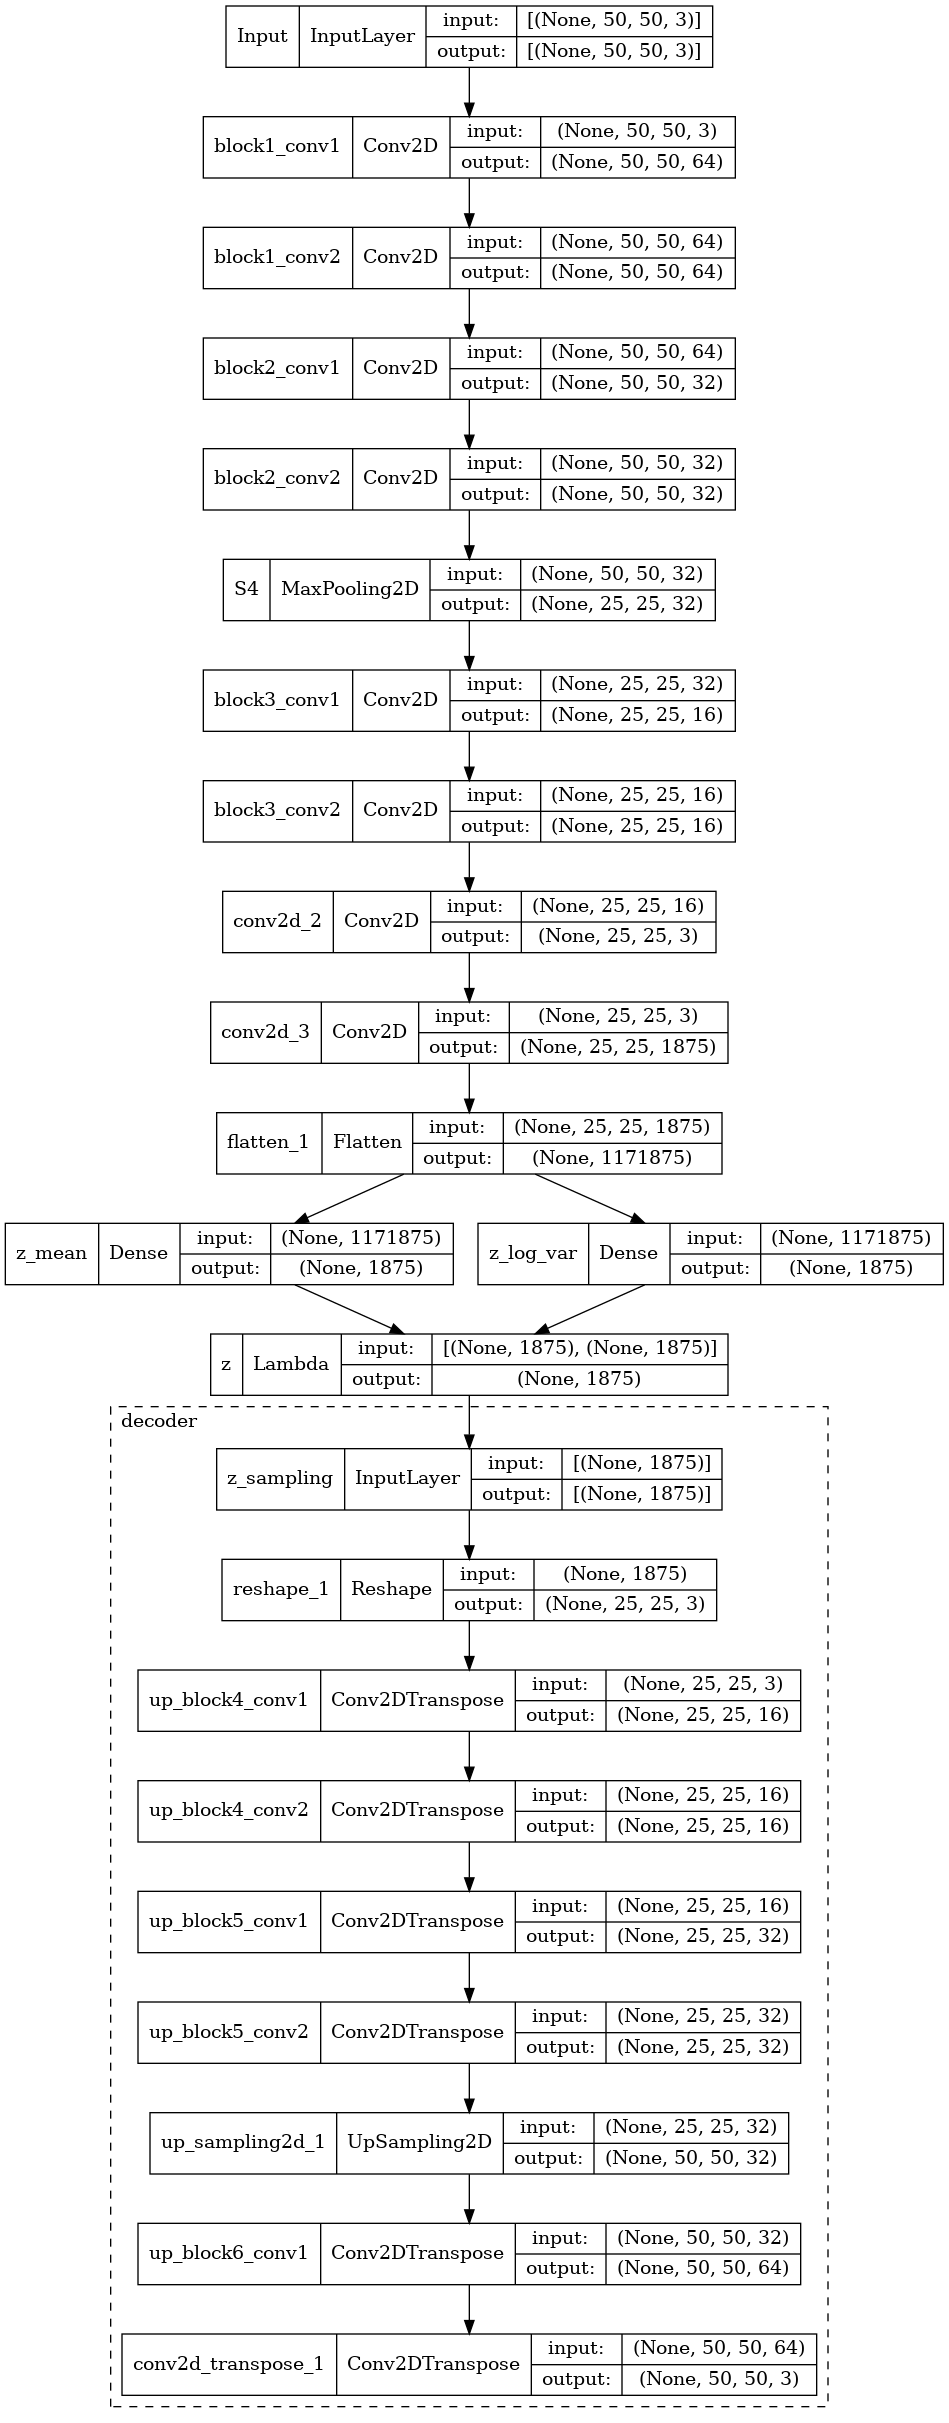 Input InputLayer input: [(None, 50, 50, 3)]
output: [(None, 50, 50, 3)]
block1_conv1 Conv2D input: (None, 50, 50, 3)
output: (None, 50, 50, 64)
block1_conv2 Conv2D input: (None, 50, 50, 64)
output: (None, 50, 50, 64)
block2_conv1 Conv2D input: (None, 50, 50, 64)
output: (None, 50, 50, 32)
block2_conv2 Conv2D input: (None, 50, 50, 32)
output: (None, 50, 50, 32)
S4 MaxPooling2D input: (None, 50, 50, 32)
output: (None, 25, 25, 32)
block3_conv1 Conv2D input: (None, 25, 25, 32)
output: (None, 25, 25, 16)
block3_conv2 Conv2D input: (None, 25, 25, 16)
output: (None, 25, 25, 16)
conv2d_2 Conv2D input: (None, 25, 25, 16)
output: (None, 25, 25, 3)
conv2d_3 Conv2D input: (None, 25, 25, 3)
output: (None, 25, 25, 1875)
flatten_1 Flatten input: (None, 25, 25, 1875)
output: (None, 1171875)
z_mean Dense input: (None, 1171875)
output: (None, 1875)
z_log_var Dense input: (None, 1171875)
output: (None, 1875)
z Lambda input: [(None, 1875), (None, 1875)]
output: (None, 1875)
decoder
z_sampling InputLayer input: [(None, 1875)]
output: [(None, 1875)]
reshape_1 Reshape input: (None, 1875)
output: (None, 25, 25, 3)
up_block4_conv1 Conv2DTranspose input: (None, 25, 25, 3)
output: (None, 25, 25, 16)
up_block4_conv2 Conv2DTranspose input: (None, 25, 25, 16)
output: (None, 25, 25, 16)
up_block5_conv1 Conv2DTranspose input: (None, 25, 25, 16)
output: (None, 25, 25, 32)
up_block5_conv2 Conv2DTranspose input: (None, 25, 25, 32)
output: (None, 25, 25, 32)
up_sampling2d_1 UpSampling2D input: (None, 25, 25, 32)
output: (None, 50, 50, 32)
up_block6_conv1 Conv2DTranspose input: (None, 50, 50, 32)
output: (None, 50, 50, 64)
conv2d_transpose_1 Conv2DTranspose input: (None, 50, 50, 64)
output: (None, 50, 50, 3)